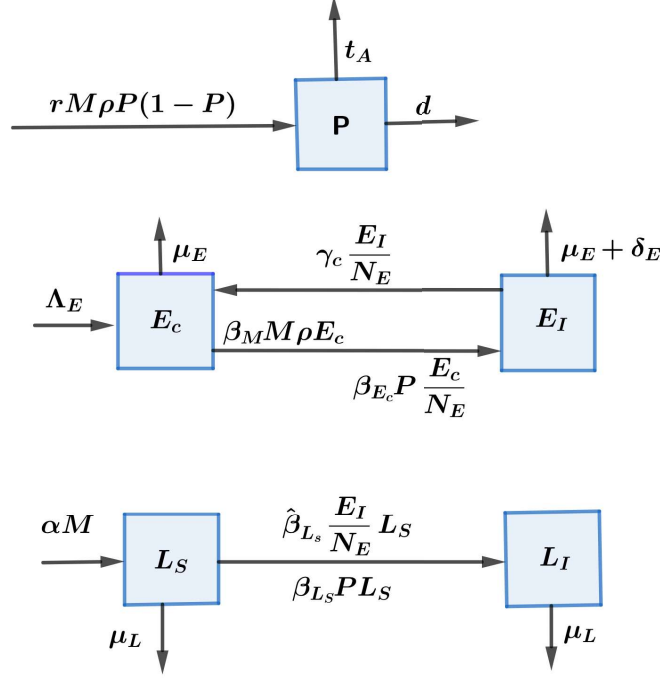 t_A
rMρP(1 − P)
P
d
μ_E
γ_c E_I/N_E
μ_E + δ_E
Λ_E
E_c
E_I
β_M MρE_c
β_{E_c} P E_c/N_E
αM
L_S
β̂_{L_s} E_I/N_E L_S
L_I
β_{L_S} PL_S
μ_L
μ_L